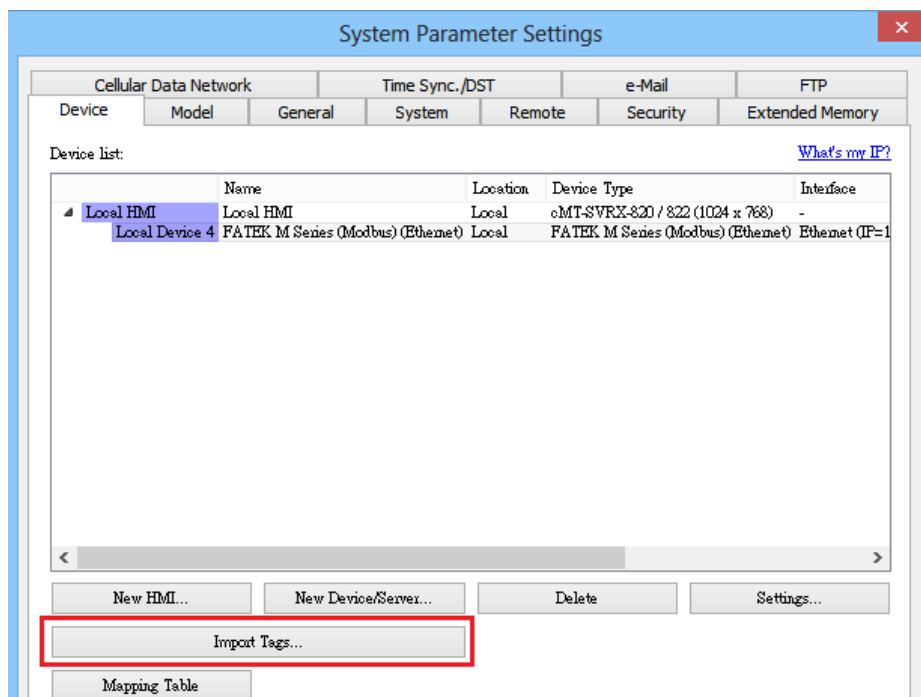 System Parameter Settings
Cellular Data Network Time Sync./DST e-Mail FTP
Device Model General System Remote Security Extended Memory
Device list: What's my IP?
Name Location Device Type Interface
Local HMI Local HMI Local cMT-SVRX-820 / 822 (1024 x 768) -
Local Device 4 FATEK M Series (Modbus) (Ethernet) Local FATEK M Series (Modbus) (Ethernet) Ethernet (IP=1
New HMI... New Device/Server... Delete Settings...
Import Tags...
Mapping Table